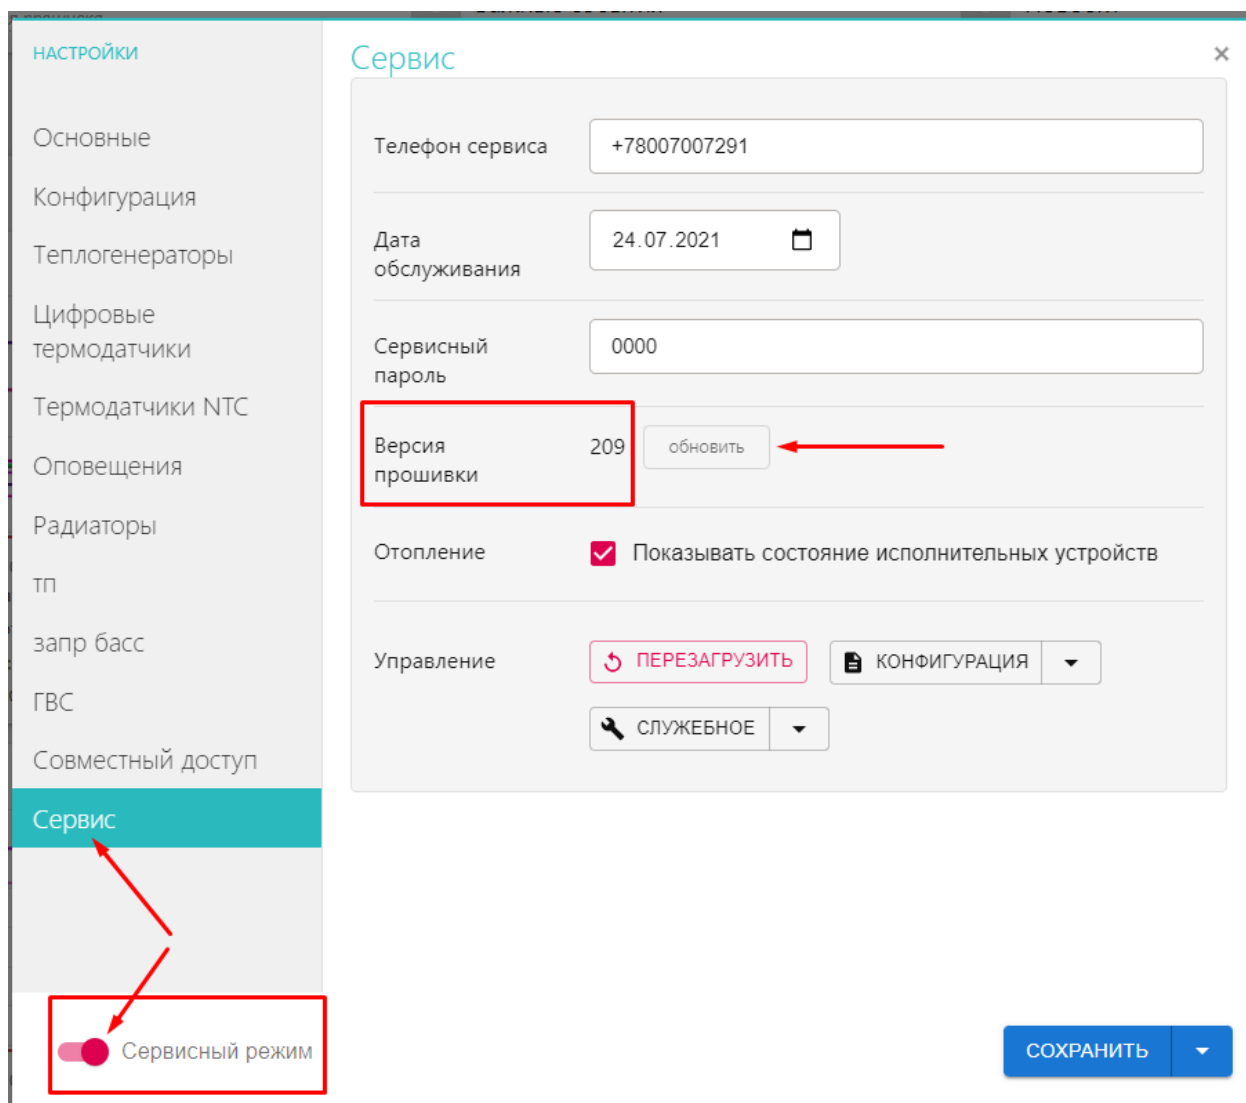 НАСТРОЙКИ
Основные
Конфигурация
Теплогенераторы
Цифровые
термодатчики
Термодатчики NTC
Оповещения
Радиаторы
тп
запр басс
ГВС
Совместный доступ
Сервис
Сервисный режим
Сервис
×
Телефон сервиса
+78007007291
Дата
обслуживания
24.07.2021
Сервисный
пароль
0000
Версия
прошивки
209
обновить
Отопление
Показывать состояние исполнительных устройств
Управление
ПЕРЕЗАГРУЗИТЬ
КОНФИГУРАЦИЯ
СЛУЖЕБНОЕ
СОХРАНИТЬ